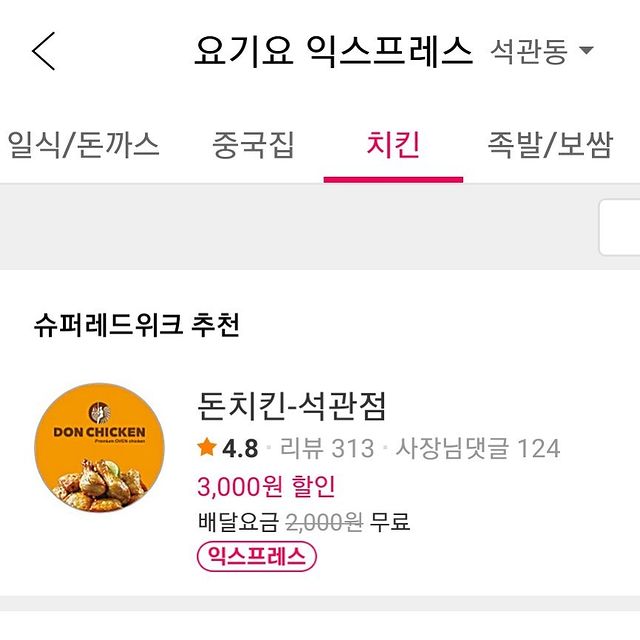 요기요 익스프레스 석관동
일식/돈까스 중국집 치킨 족발/보쌈
슈퍼레드위크 추천
DON CHICKEN
Premium OVEN chicken
돈치킨-석관점
4.8 · 리뷰 313 · 사장님댓글 124
3,000원 할인
배달요금 2,000원 무료
익스프레스